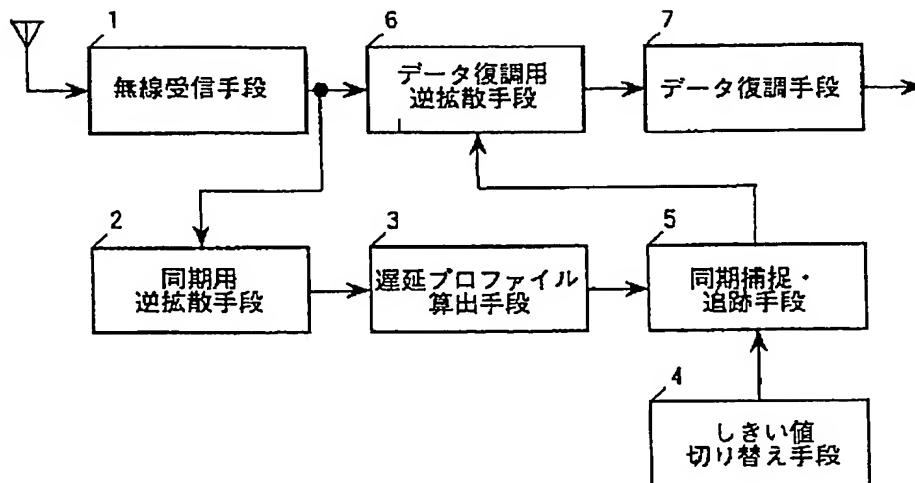 1
無線受信手段
6
データ復調用
逆拡散手段
7
データ復調手段
2
同期用
逆拡散手段
3
遅延プロファイル
算出手段
5
同期捕捉・
追跡手段
4
しきい値
切り替え手段